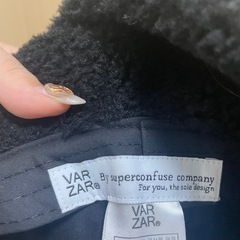 VAR
ZAR®
By superconfuse company
For you, the sole design
VAR
ZAR®